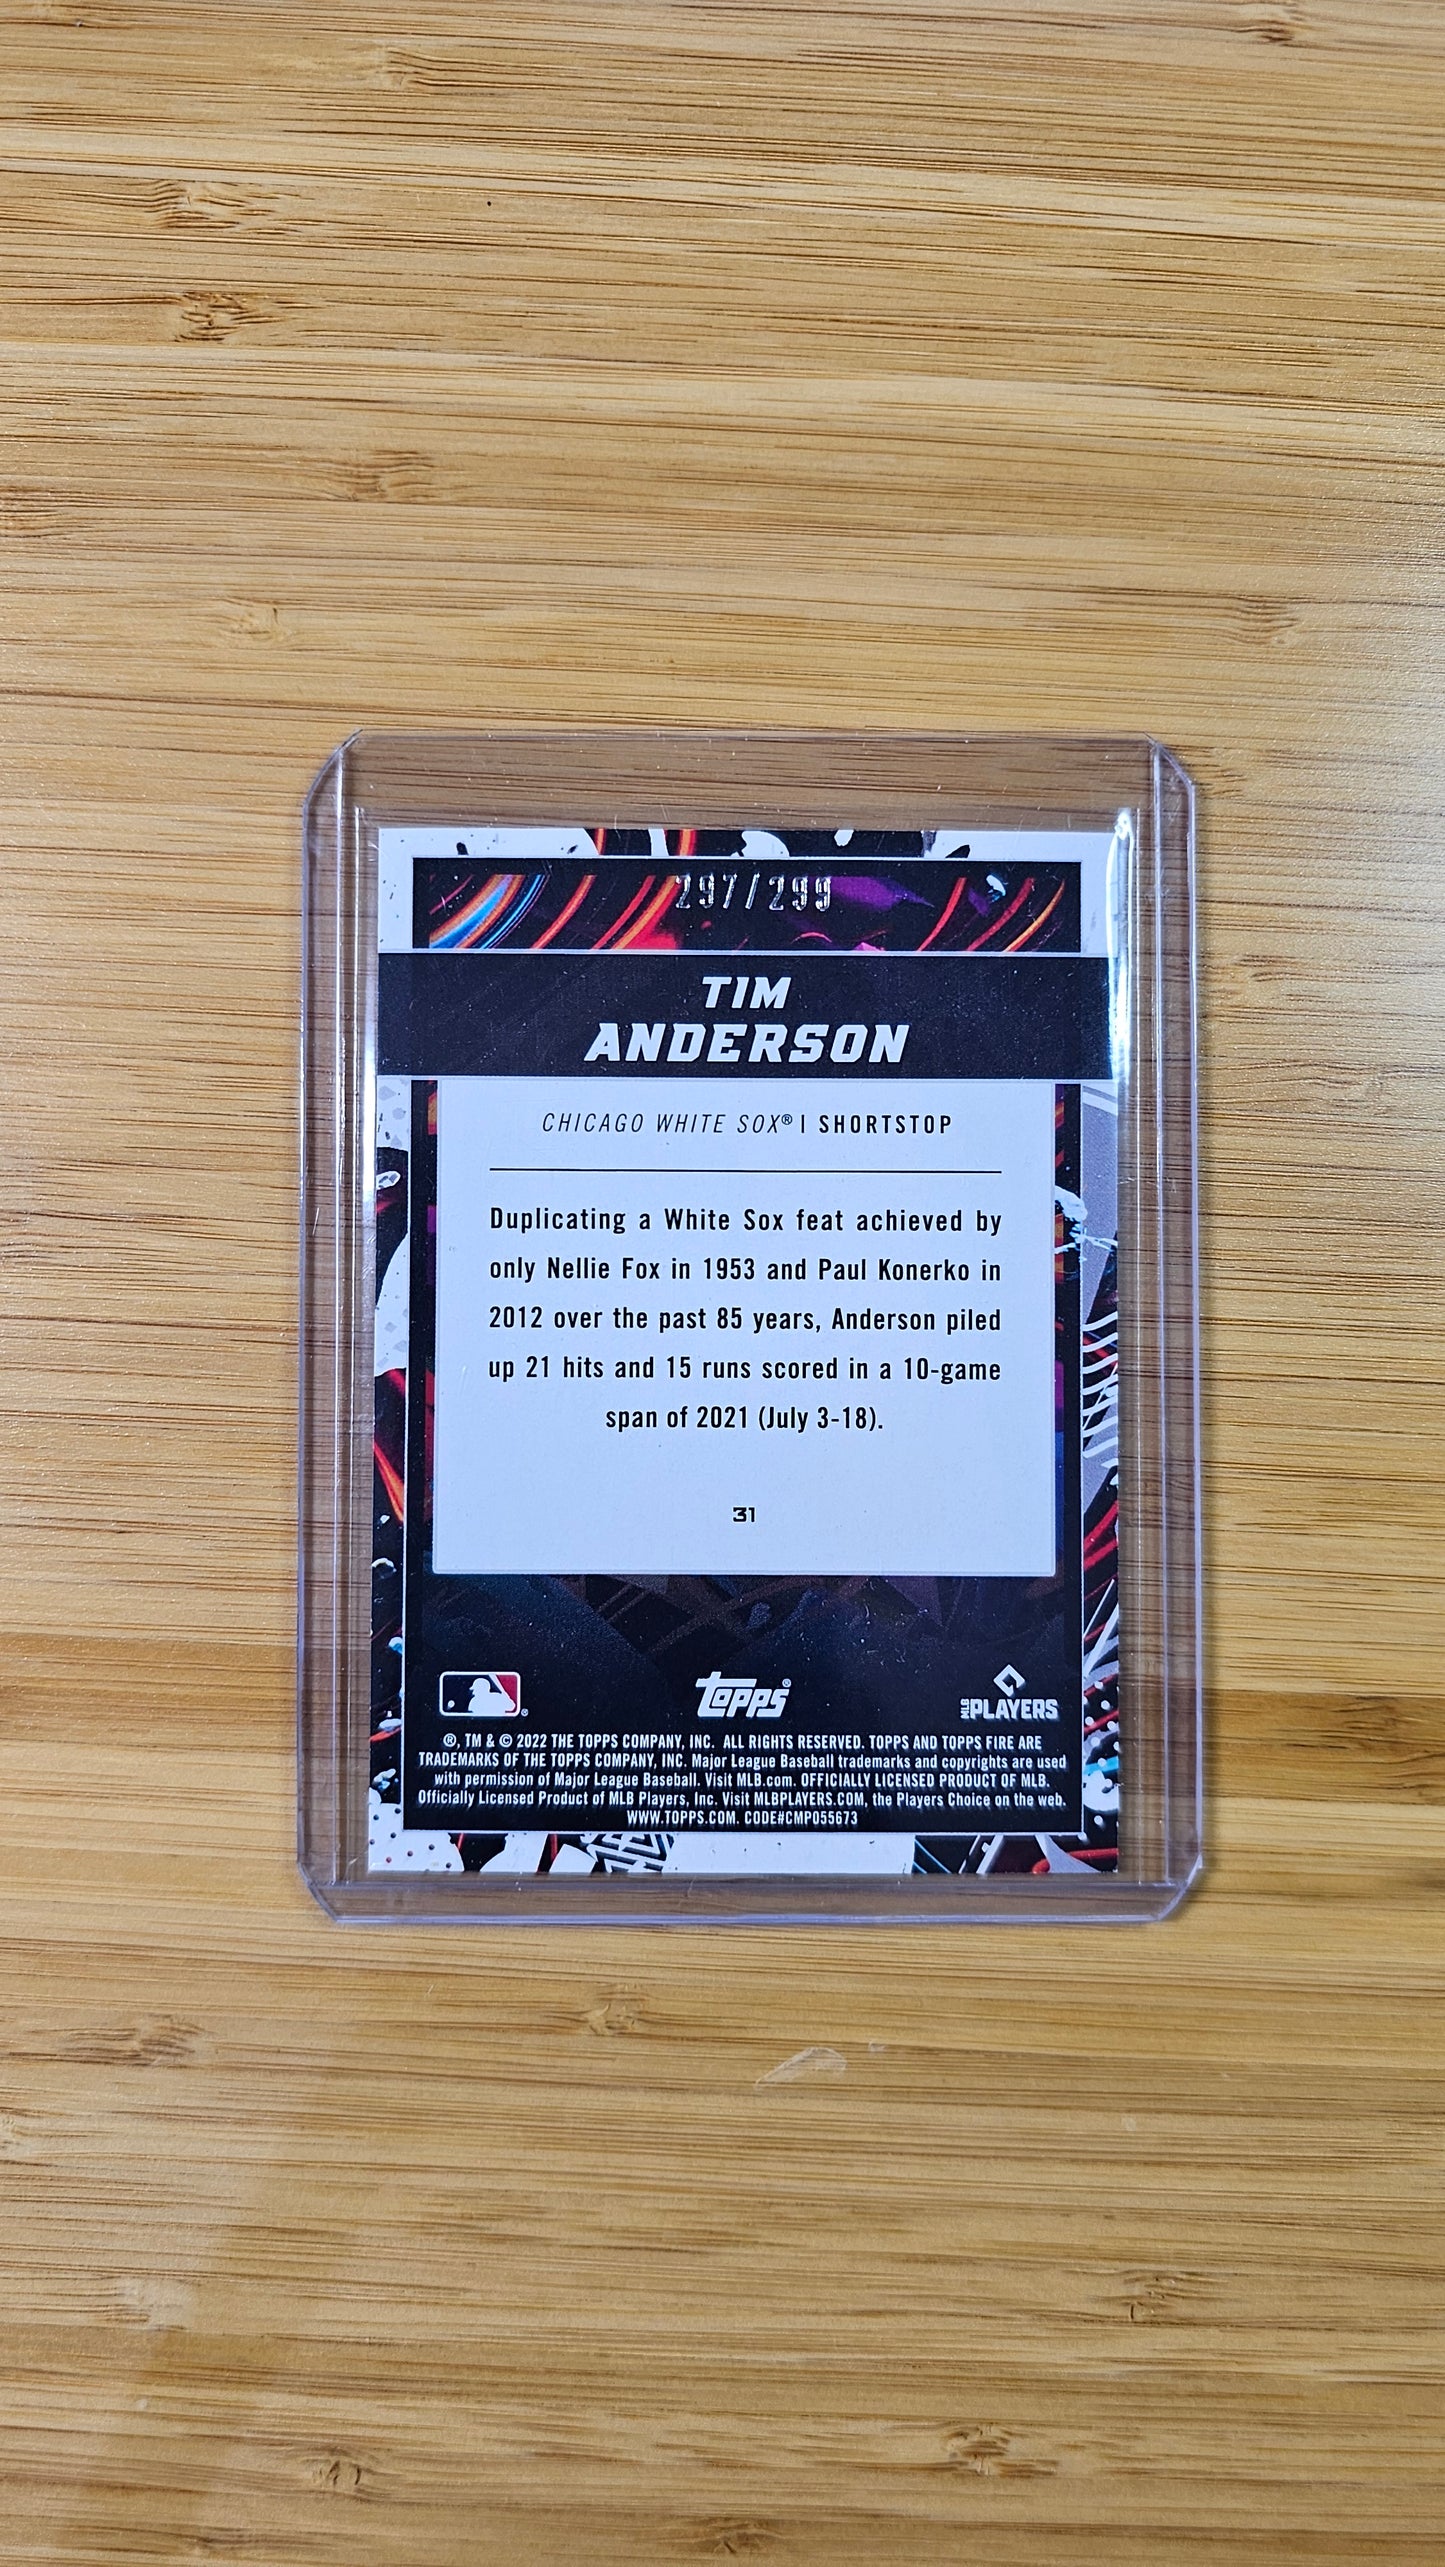 297/299
TIM
ANDERSON
CHICAGO WHITE SOX® | SHORTSTOP
Duplicating a White Sox feat achieved by
only Nellie Fox in 1953 and Paul Konerko in
2012 over the past 85 years, Anderson piled
up 21 hits and 15 runs scored in a 10-game
span of 2021 (July 3-18).
31
® topps® MLB PLAYERS
®, TM & © 2022 THE TOPPS COMPANY, INC. ALL RIGHTS RESERVED. TOPPS AND TOPPS FIRE ARE
TRADEMARKS OF THE TOPPS COMPANY, INC. Major League Baseball trademarks and copyrights are used
with permission of Major League Baseball. Visit MLB.com. OFFICIALLY LICENSED PRODUCT OF MLB.
Officially Licensed Product of MLB Players, Inc. Visit MLBPLAYERS.COM, the Players Choice on the web.
WWW.TOPPS.COM. CODE#CMP055673